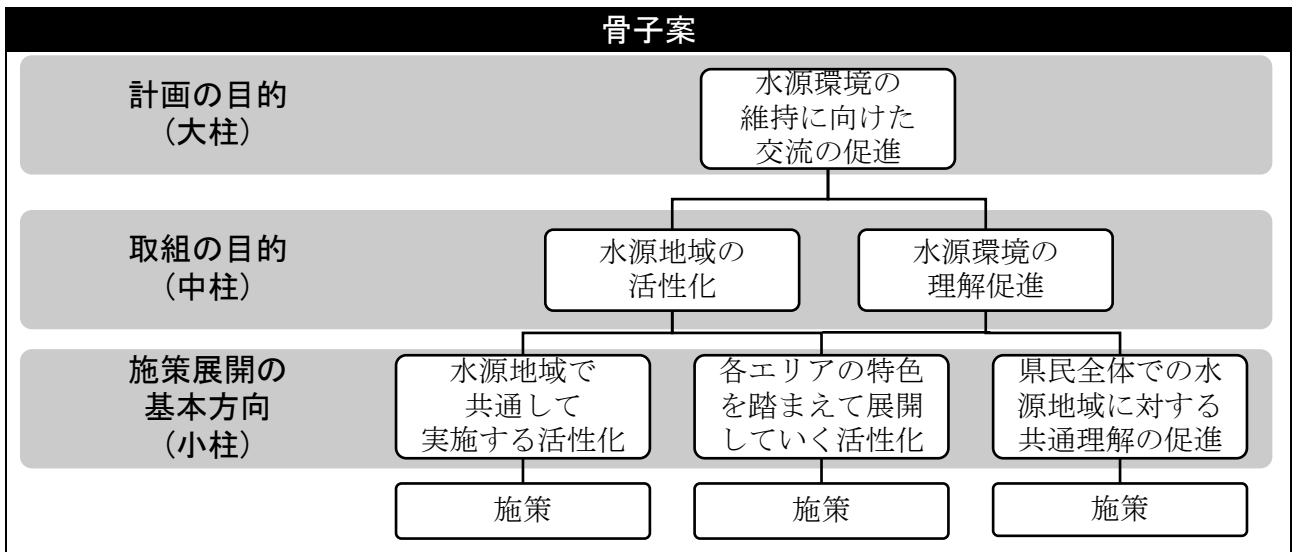 骨子案
計画の目的
（大柱）
水源環境の
維持に向けた
交流の促進
取組の目的
（中柱）
水源地域の
活性化
水源環境の
理解促進
施策展開の
基本方向
（小柱）
水源地域で
共通して
実施する活性化
各エリアの特色
を踏まえて展開
していく活性化
県民全体での水
源地域に対する
共通理解の促進
施策
施策
施策